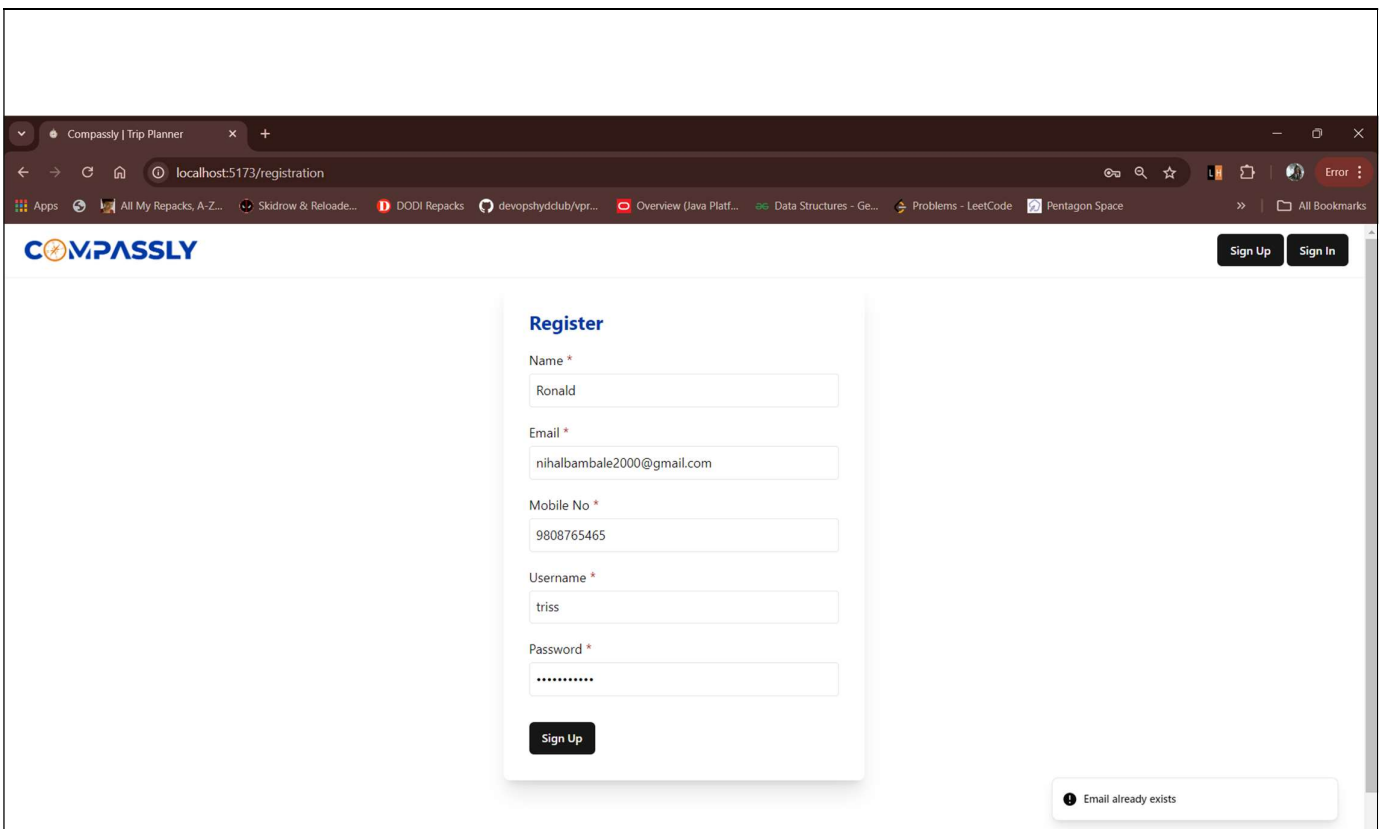 Compassly | Trip Planner
localhost:5173/registration
Error
Apps All My Repacks, A-Z... Skidrow & Reloade... DODI Repacks devopshydclub/vpr... Overview (Java Platf... Data Structures - Ge... Problems - LeetCode Pentagon Space » All Bookmarks
COMPASSLY Sign Up Sign In
Register
Name *
Ronald
Email *
nihalbambale2000@gmail.com
Mobile No *
9808765465
Username *
triss
Password *
•••••••••••
Sign Up
Email already exists